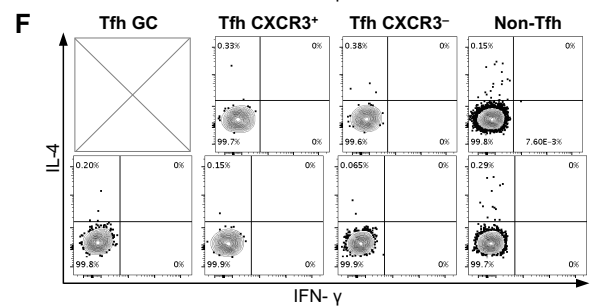 F
Tfh GC
Tfh CXCR3⁺
Tfh CXCR3⁻
Non-Tfh
0.33% 0% 0.38% 0% 0.15% 0%
99.7% 0% 99.6% 0% 99.8% 7.60E-3%
0.20% 0% 0.15% 0% 0.065% 0% 0.29% 0%
99.8% 0% 99.9% 0% 99.9% 0% 99.7% 0%
IL-4
IFN- γ